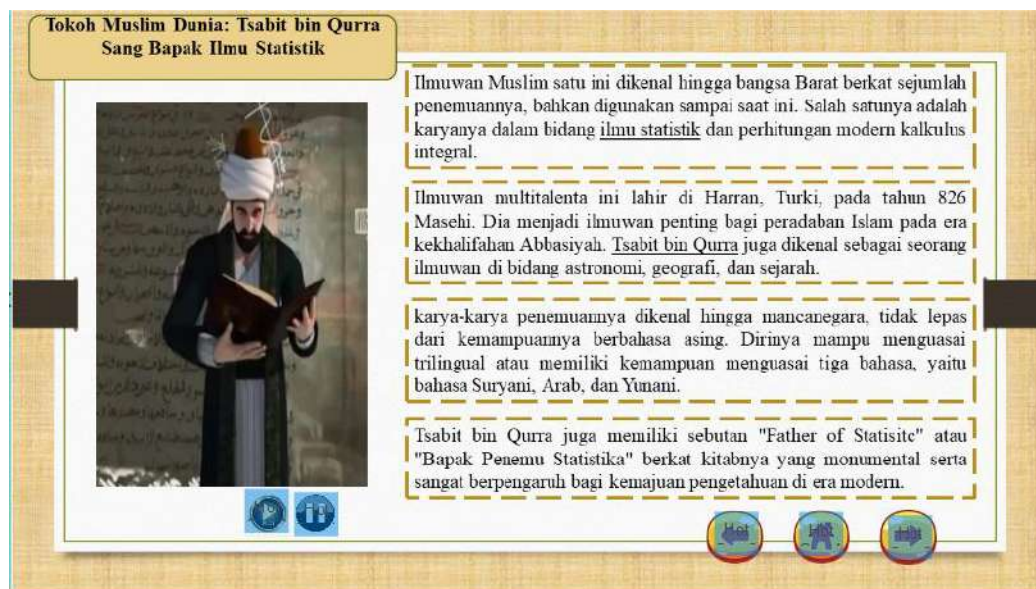 Tokoh Muslim Dunia: Tsabit bin Qurra
Sang Bapak Ilmu Statistik
Ilmuwan Muslim satu ini dikenal hingga bangsa Barat berkat sejumlah
penemuannya, bahkan digunakan sampai saat ini. Salah satunya adalah
karyanya dalam bidang ilmu statistik dan perhitungan modern kalkulus
integral.
Ilmuwan multitalenta ini lahir di Harran, Turki, pada tahun 826
Masehi. Dia menjadi ilmuwan penting bagi peradaban Islam pada era
kekhalifahan Abbasiyah. Tsabit bin Qurra juga dikenal sebagai seorang
ilmuwan di bidang astronomi, geografi, dan sejarah.
karya-karya penemuannya dikenal hingga mancanegara, tidak lepas
dari kemampuannya berbahasa asing. Dirinya mampu menguasai
trilingual atau memiliki kemampuan menguasai tiga bahasa, yaitu
bahasa Suryani, Arab, dan Yunani.
Tsabit bin Qurra juga memiliki sebutan "Father of Statisitc" atau
"Bapak Penemu Statistika" berkat kitabnya yang monumental serta
sangat berpengaruh bagi kemajuan pengetahuan di era modern.